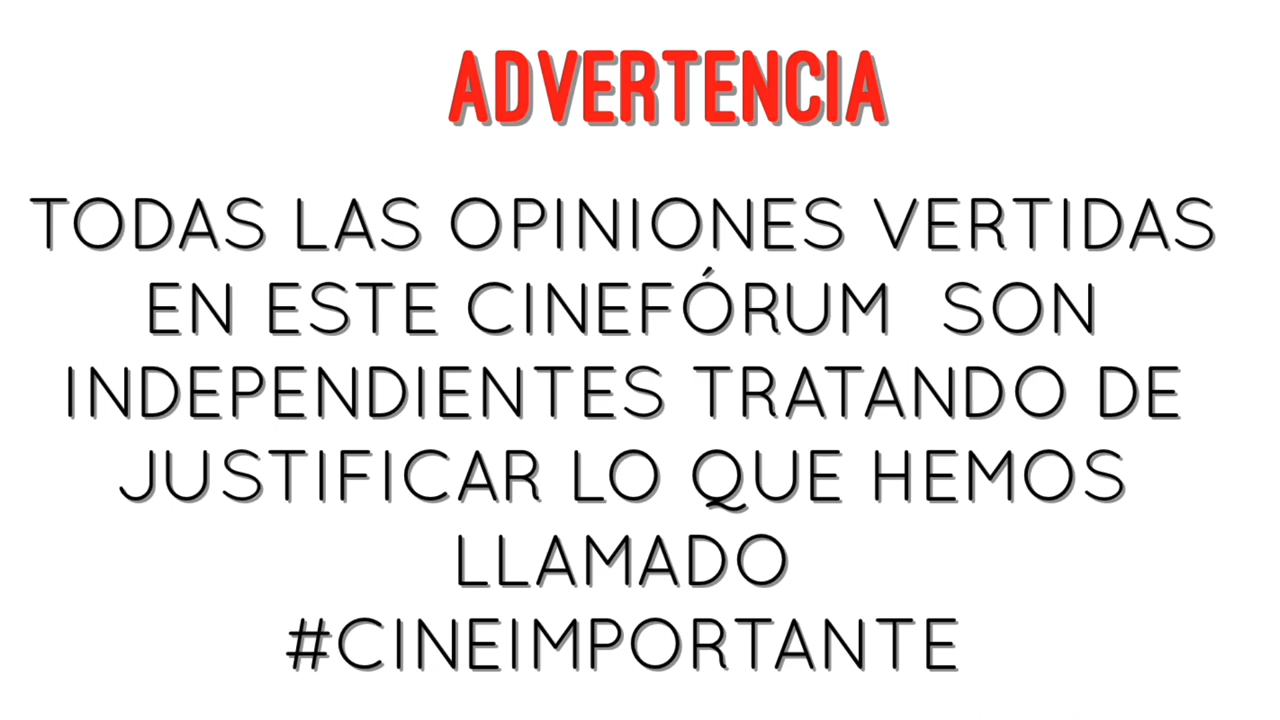 ADVERTENCIA
TODAS LAS OPINIONES VERTIDAS
EN ESTE CINEFÓRUM SON
INDEPENDIENTES TRATANDO DE
JUSTIFICAR LO QUE HEMOS
LLAMADO
#CINEIMPORTANTE